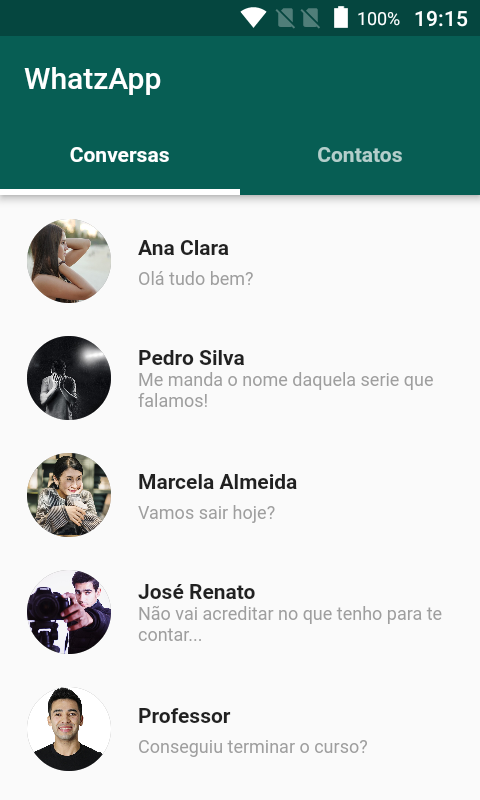 100% 19:15
WhatzApp
Conversas Contatos
Ana Clara
Olá tudo bem?
Pedro Silva
Me manda o nome daquela serie que
falamos!
Marcela Almeida
Vamos sair hoje?
José Renato
Não vai acreditar no que tenho para te
contar...
Professor
Conseguiu terminar o curso?